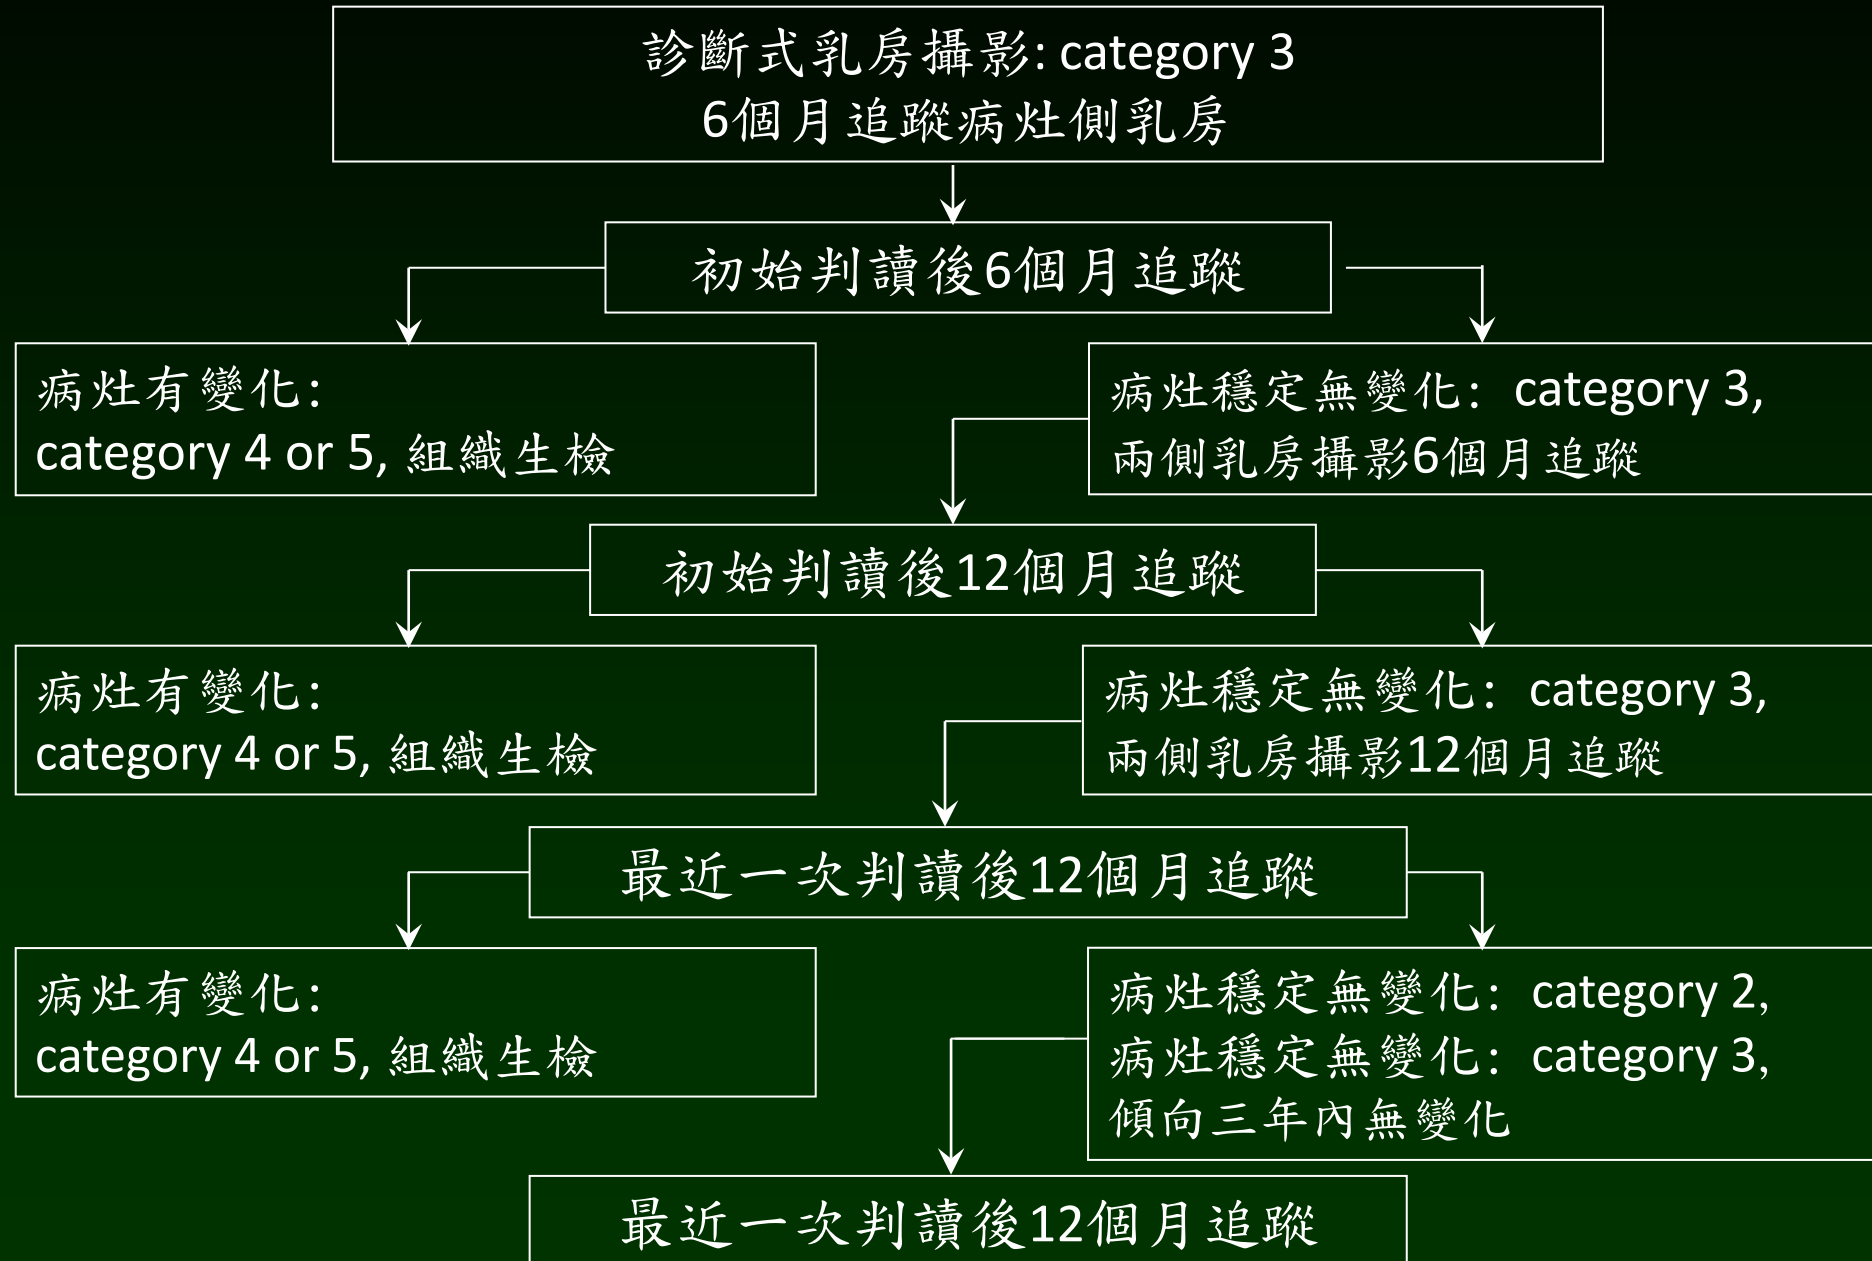 診斷式乳房攝影: category 3
6個月追蹤病灶側乳房
初始判讀後6個月追蹤
病灶有變化:
category 4 or 5, 組織生檢
病灶穩定無變化: category 3,
兩側乳房攝影6個月追蹤
初始判讀後12個月追蹤
病灶有變化:
category 4 or 5, 組織生檢
病灶穩定無變化: category 3,
兩側乳房攝影12個月追蹤
最近一次判讀後12個月追蹤
病灶有變化:
category 4 or 5, 組織生檢
病灶穩定無變化: category 2,
病灶穩定無變化: category 3,
傾向三年內無變化
最近一次判讀後12個月追蹤